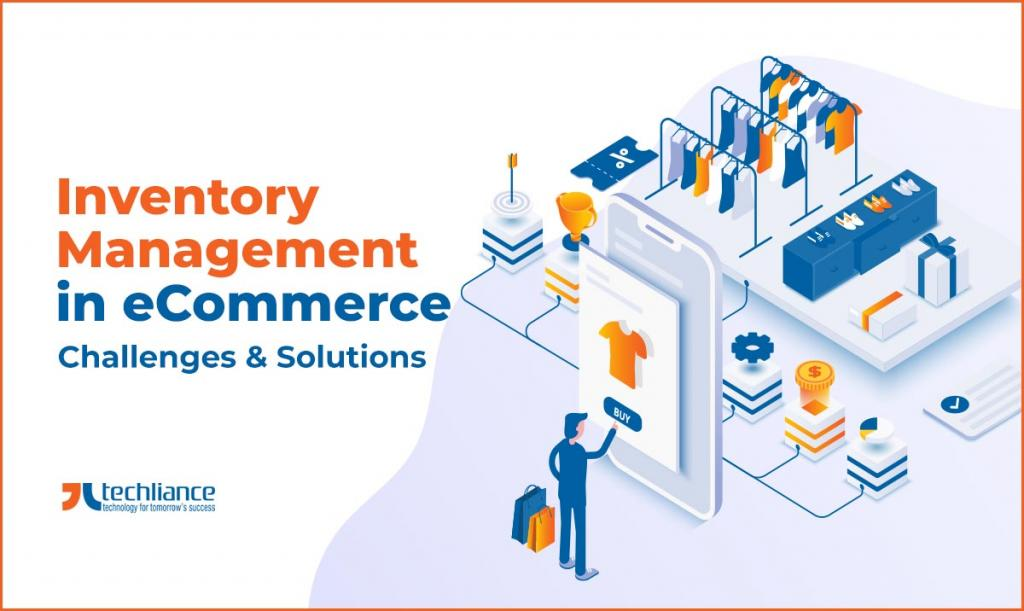 Inventory
Management
in eCommerce
Challenges & Solutions
techliance
technology for tomorrow's success
%
BUY
$